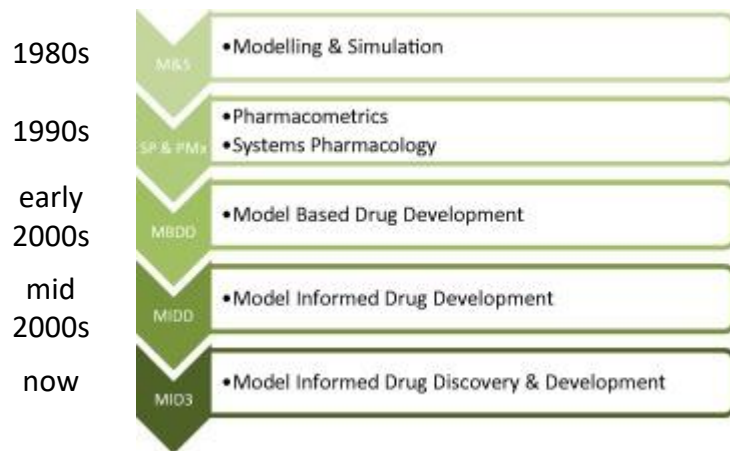 1980s
M&S
•Modelling & Simulation
1990s
SP & PMx
•Pharmacometrics
•Systems Pharmacology
early
2000s
MBDD
•Model Based Drug Development
mid
2000s
MIDD
•Model Informed Drug Development
now
MID3
•Model Informed Drug Discovery & Development